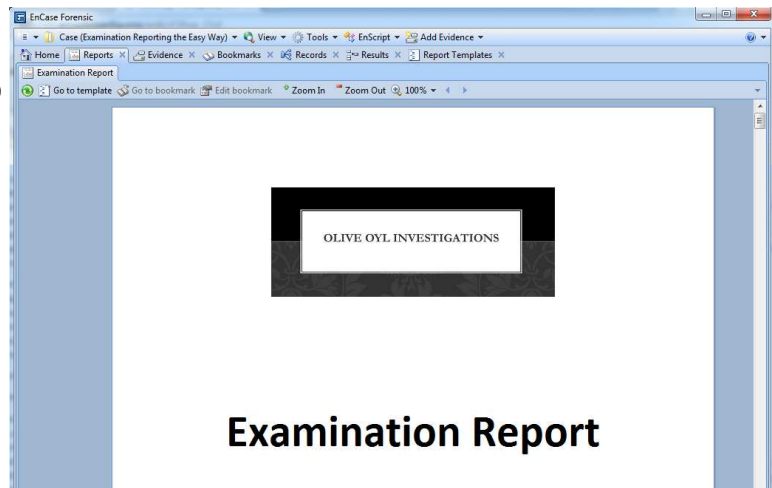 EnCase Forensic
Case (Examination Reporting the Easy Way) View Tools EnScript Add Evidence
Home Reports Evidence Bookmarks Records Results Report Templates
Examination Report
Go to template Go to bookmark Edit bookmark Zoom In Zoom Out 100%
OLIVE OYL INVESTIGATIONS
Examination Report